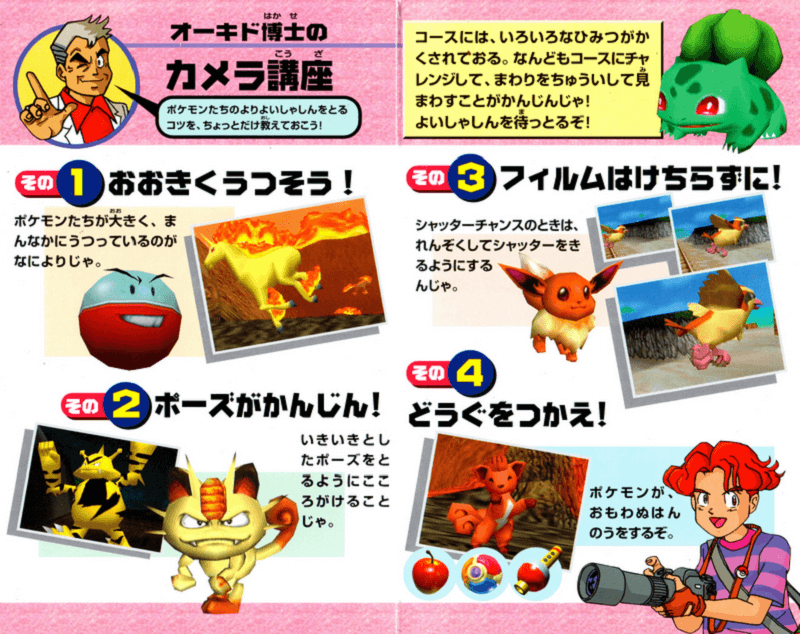 オーキド博士の
はかせ
カメラ講座
こうざ
ポケモンたちのよりよいしゃしんをとる
コツを、ちょっとだけ教えておこう!
おし
コースには、いろいろなひみつがか
くされておる。なんどもコースにチャ
レンジして、まわりをちゅういして見
み
まわすことがかんじんじゃ!
よいしゃしんを待っとるぞ!
ま
その1 おおきくうつそう!
ポケモンたちが大きく、ま
おお
んなかにうつっているのが
なによりじゃ。
その2 ポーズがかんじん!
いきいきとし
たポーズをと
るようにここ
ろがけること
じゃ。
その3 フィルムはけちらずに!
シャッターチャンスのときは、
れんぞくしてシャッターをき
るようにする
んじゃ。
その4
どうぐをつかえ!
ポケモンが、
おもわぬはん
のうをするぞ。